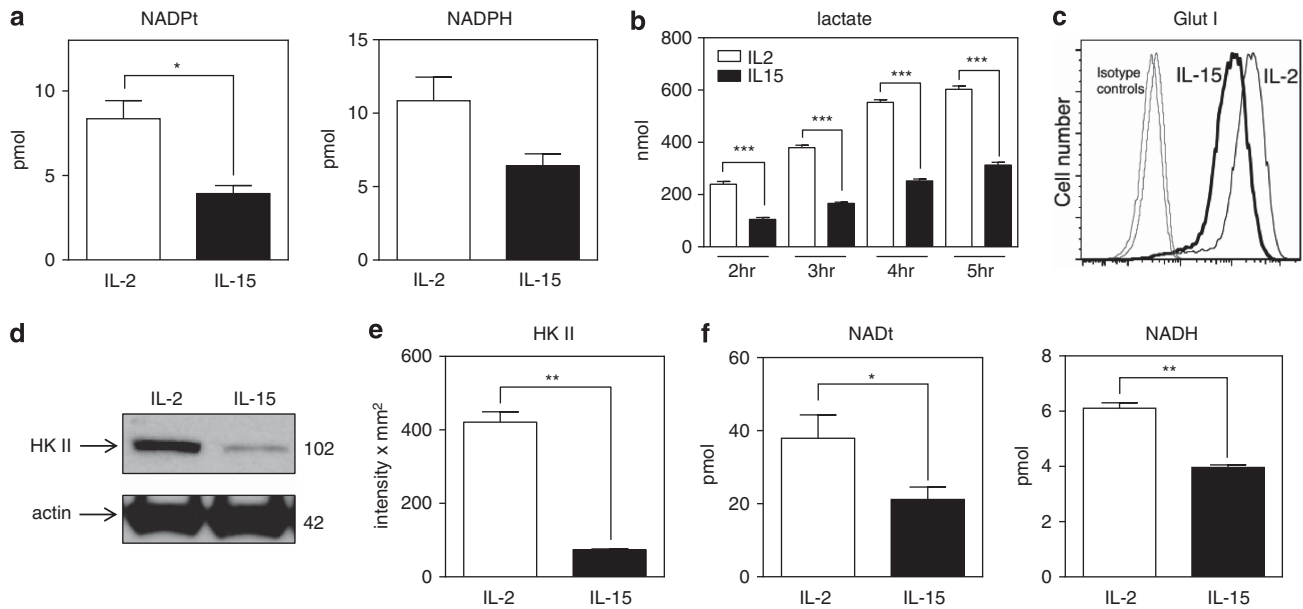 a
NADPt
pmol
10
5
0
*
IL-2
IL-15
NADPH
pmol
15
10
5
0
IL-2
IL-15
b
lactate
nmol
800
600
400
200
0
IL2
IL15
***
***
***
***
2hr
3hr
4hr
5hr
c
Glut I
Cell number
Isotype
controls
IL-15
IL-2
d
IL-2
IL-15
HK II
102
actin
42
e
HK II
intensity x mm²
600
400
200
0
**
IL-2
IL-15
f
NADt
pmol
60
40
20
0
*
IL-2
IL-15
NADH
pmol
8
6
4
2
0
**
IL-2
IL-15